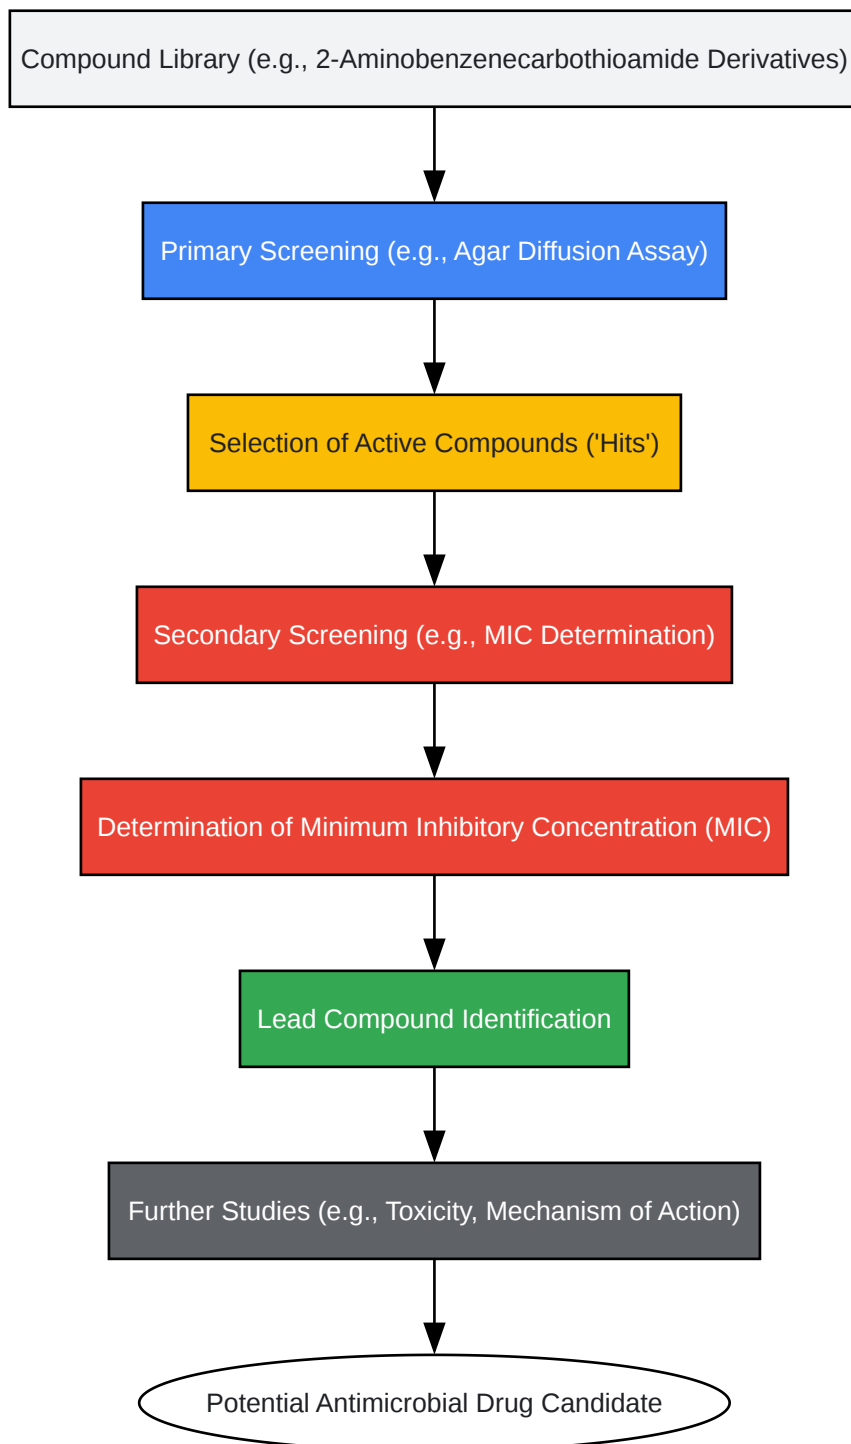 Compound Library (e.g., 2-Aminobenzenecarbothioamide Derivatives)
Primary Screening (e.g., Agar Diffusion Assay)
Selection of Active Compounds ('Hits')
Secondary Screening (e.g., MIC Determination)
Determination of Minimum Inhibitory Concentration (MIC)
Lead Compound Identification
Further Studies (e.g., Toxicity, Mechanism of Action)
Potential Antimicrobial Drug Candidate